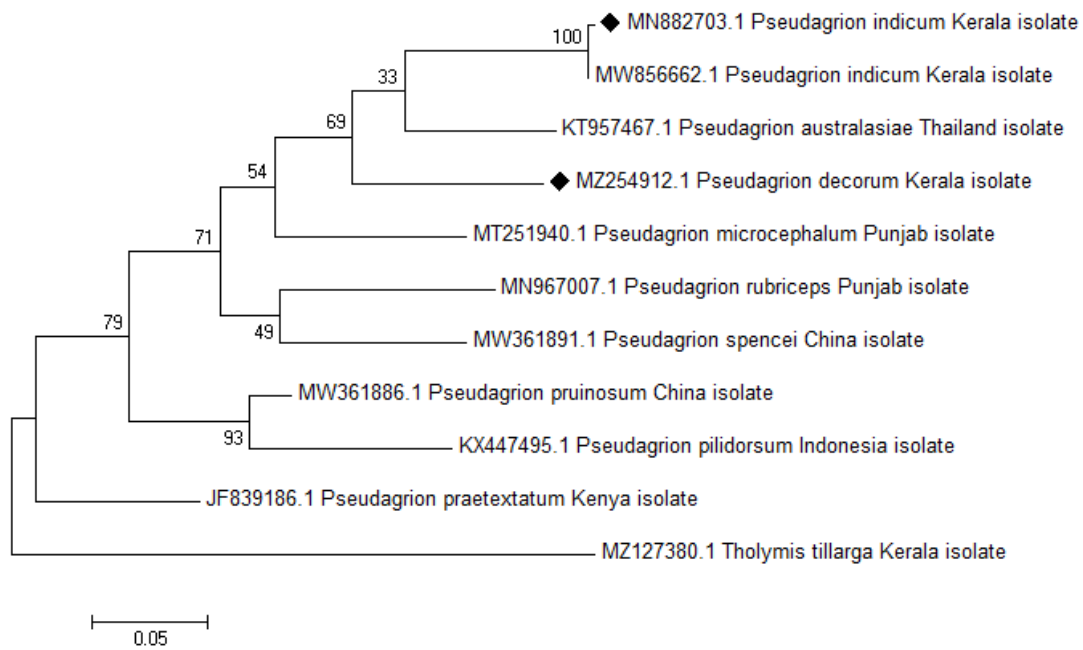 MN882703.1 Pseudagrion indicum Kerala isolate
100
MW856662.1 Pseudagrion indicum Kerala isolate
33
KT957467.1 Pseudagrion australasiae Thailand isolate
69
MZ254912.1 Pseudagrion decorum Kerala isolate
54
MT251940.1 Pseudagrion microcephalum Punjab isolate
71
MN967007.1 Pseudagrion rubriceps Punjab isolate
49
MW361891.1 Pseudagrion spencei China isolate
79
MW361886.1 Pseudagrion pruinosum China isolate
93
KX447495.1 Pseudagrion pilidorsum Indonesia isolate
JF839186.1 Pseudagrion praetextatum Kenya isolate
MZ127380.1 Tholymis tillarga Kerala isolate
0.05